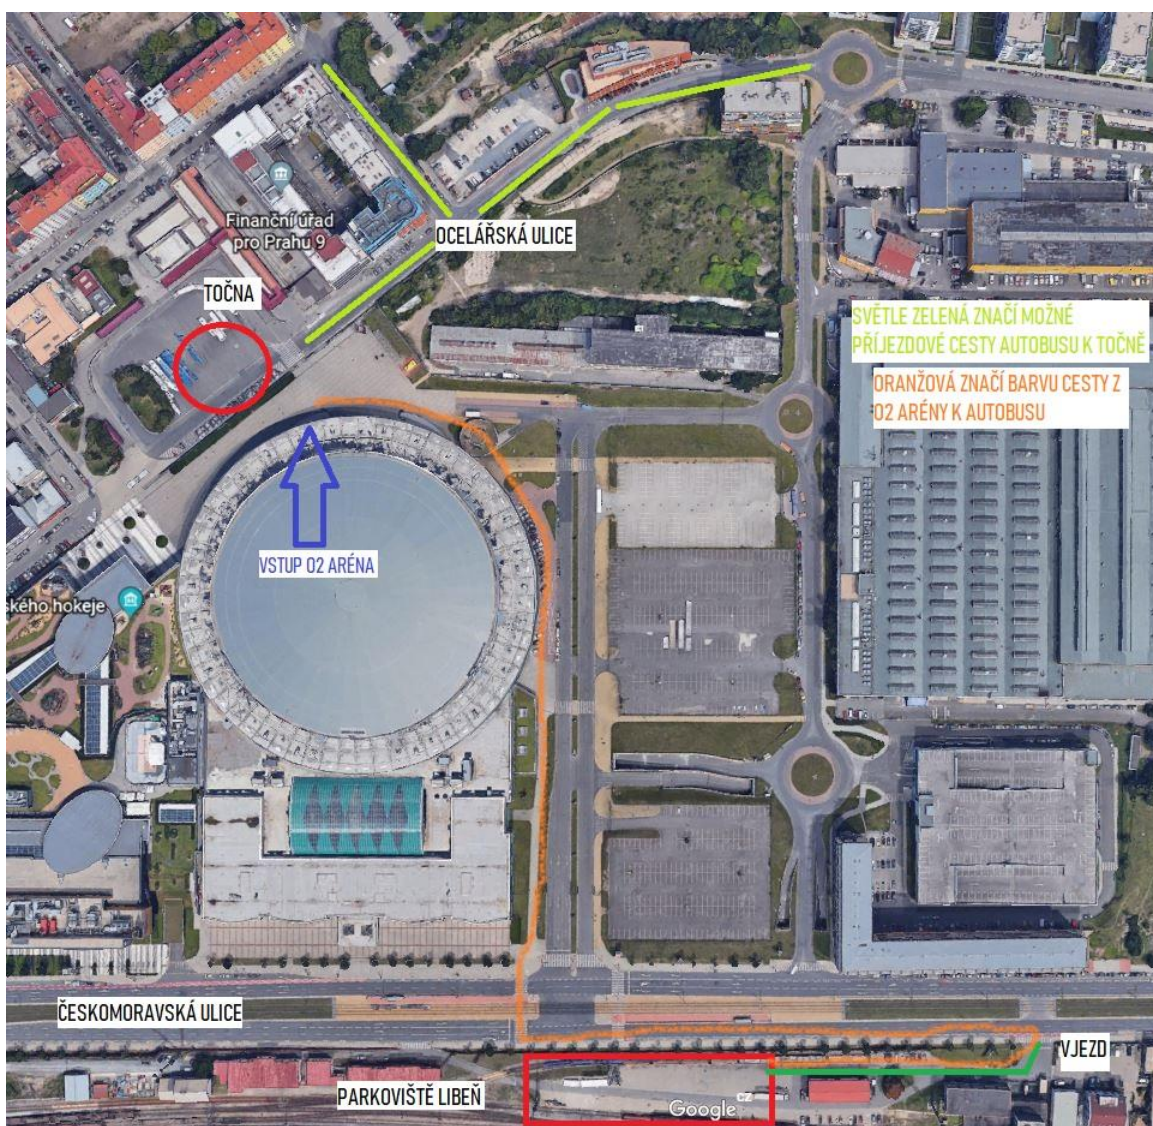 Finanční úřad
pro Prahu 9
OCELÁŘSKÁ ULICE
TOČNA
SVĚTLE ZELENÁ ZNAČÍ MOŽNÉ
PŘÍJEZDOVÉ CESTY AUTOBUSU K TOČNĚ
ORANŽOVÁ ZNAČÍ BARVU CESTY Z
O2 ARÉNY K AUTOBUSU
VSTUP O2 ARÉNA
ského hokeje
ČESKOMORAVSKÁ ULICE
VJEZD
PARKOVIŠTĚ LIBEŇ
Google
CZ